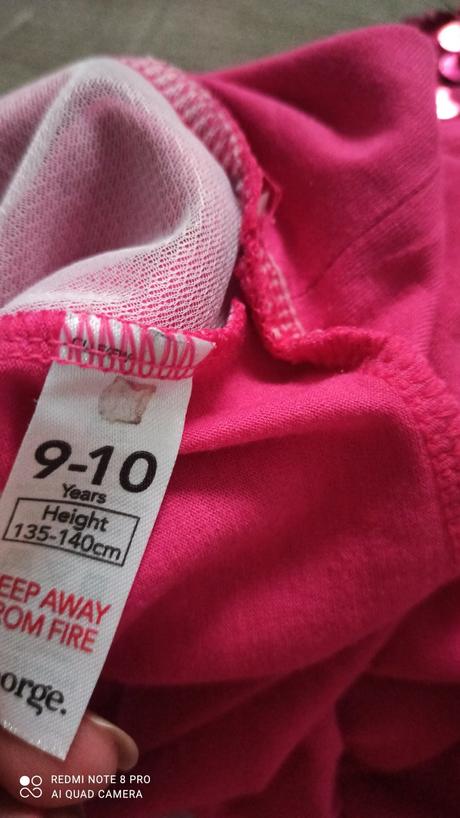 9-10
Years
Height
135-140cm
EEP AWAY
ROM FIRE
orge.
REDMI NOTE 8 PRO
AI QUAD CAMERA